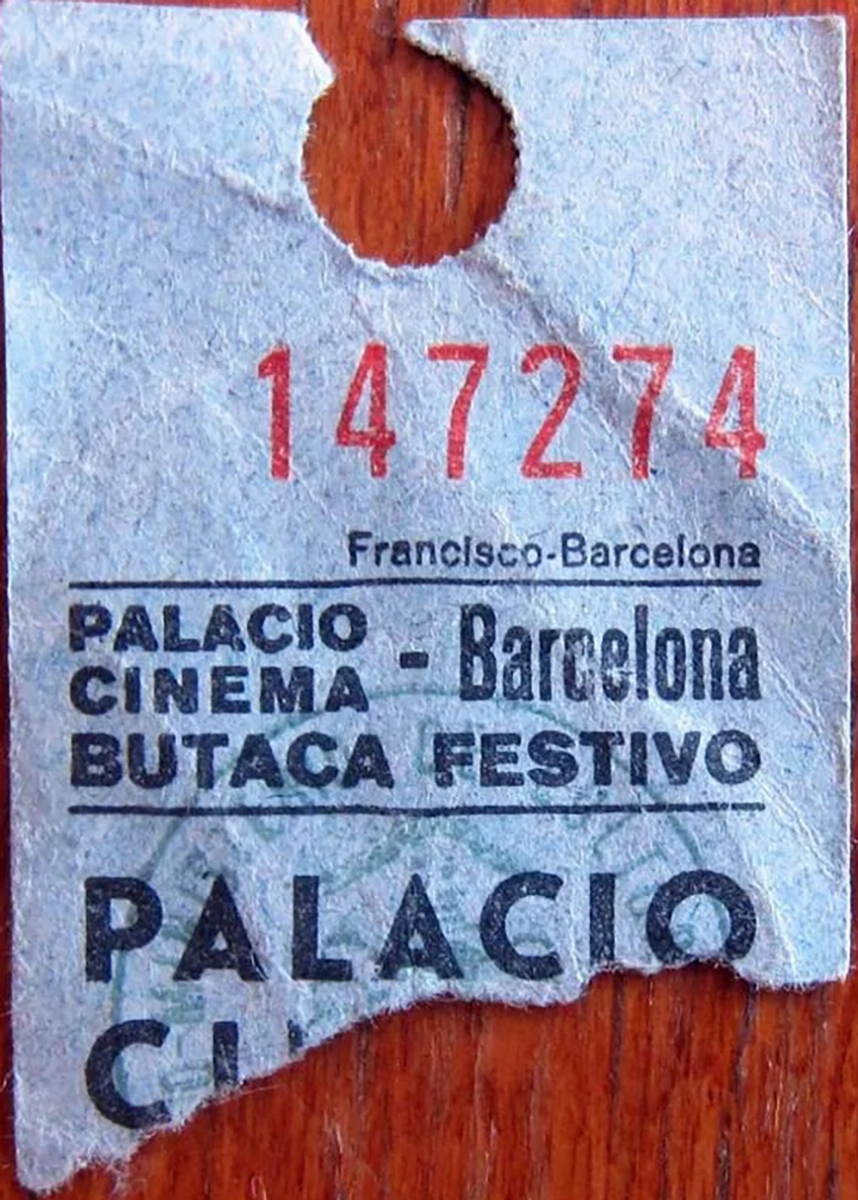 147274
Francisco-Barcelona
PALACIO
CINEMA - Barcelona
BUTACA FESTIVO
PALACIO